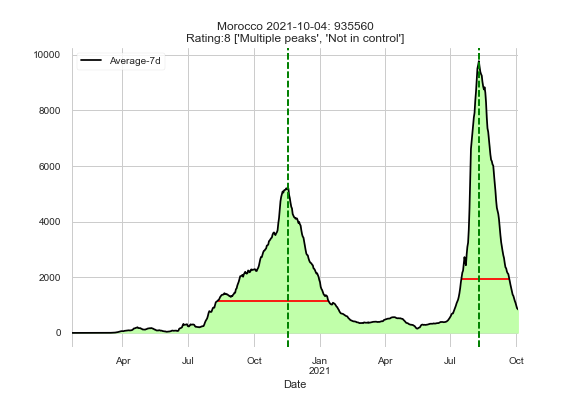 Morocco 2021-10-04: 935560
Rating:8 ['Multiple peaks', 'Not in control']
Average-7d
10000
8000
6000
4000
2000
0
Apr Jul Oct Jan Apr Jul Oct
2021
Date